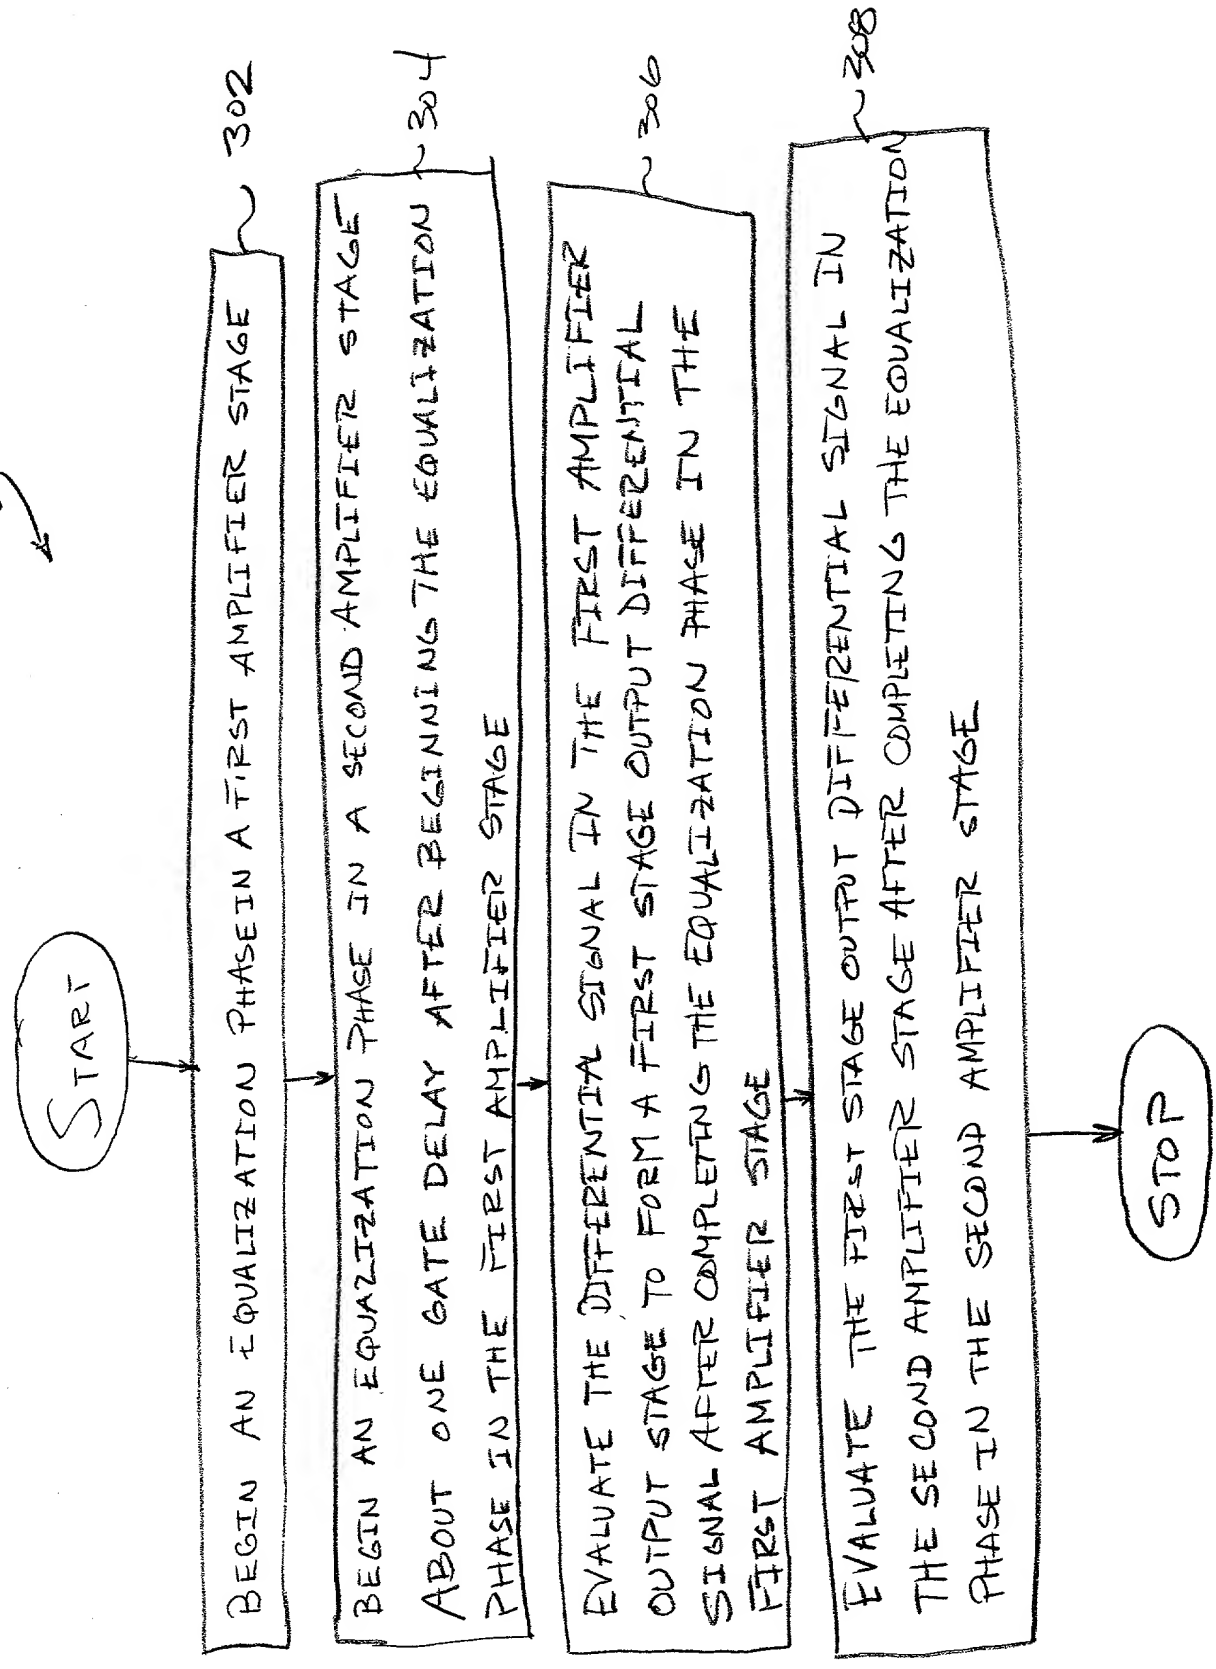 START
BEGIN AN EQUALIZATION PHASE IN A FIRST AMPLIFIER STAGE
302
BEGIN AN EQUALIZATION PHASE IN A SECOND AMPLIFIER STAGE
ABOUT ONE GATE DELAY AFTER BEGINNING THE EQUALIZATION
PHASE IN THE FIRST AMPLIFIER STAGE
304
EVALUATE THE DIFFERENTIAL SIGNAL IN THE FIRST AMPLIFIER
OUTPUT STAGE TO FORM A FIRST STAGE OUTPUT DIFFERENTIAL
SIGNAL AFTER COMPLETING THE EQUALIZATION PHASE IN THE
FIRST AMPLIFIER STAGE
306
EVALUATE THE FIRST STAGE OUTPUT DIFFERENTIAL SIGNAL IN
THE SECOND AMPLIFIER STAGE AFTER COMPLETING THE EQUALIZATION
PHASE IN THE SECOND AMPLIFIER STAGE
308
STOP